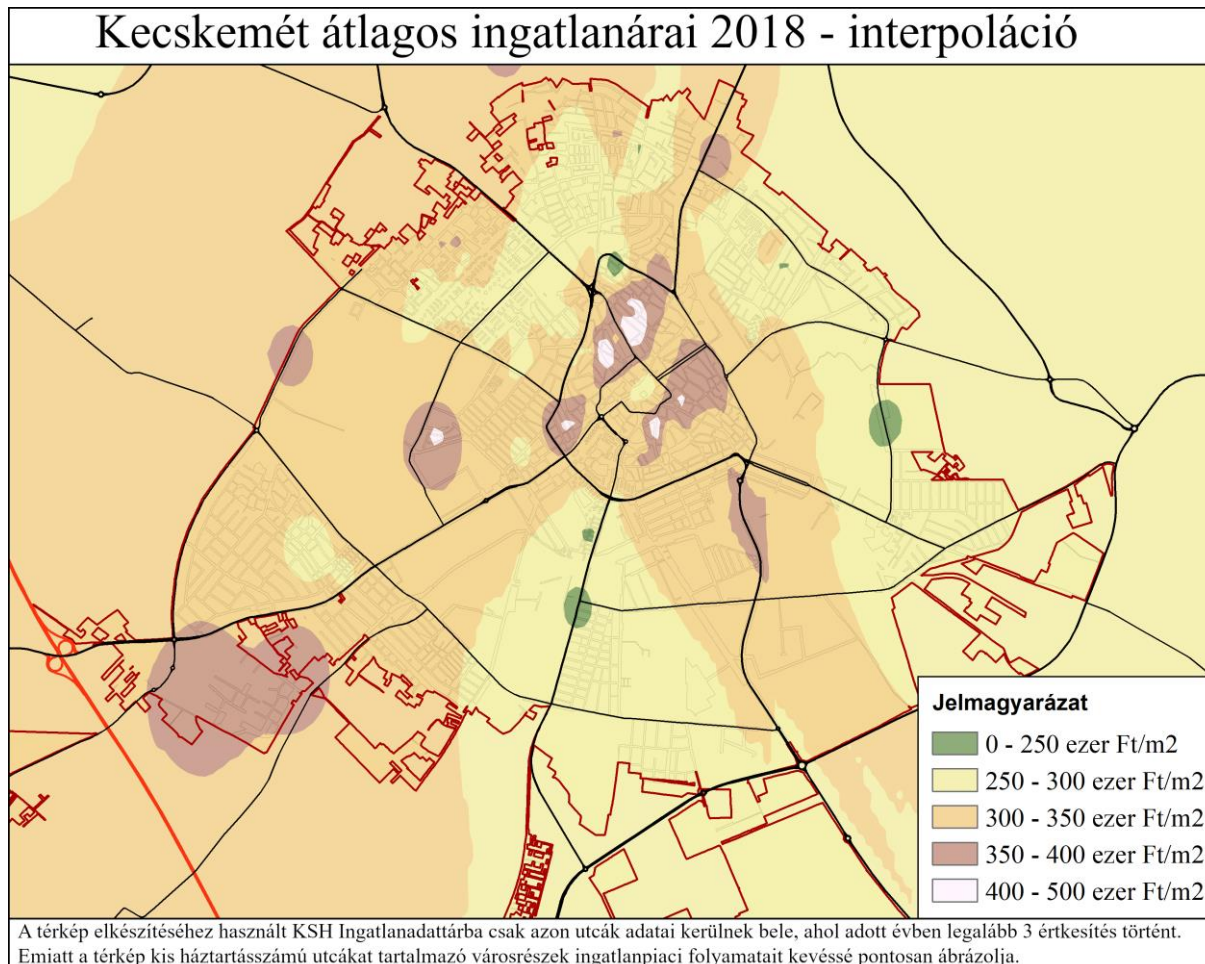 Kecskemét átlagos ingatlanárai 2018 - interpoláció
Jelmagyarázat
0 - 250 ezer Ft/m2
250 - 300 ezer Ft/m2
300 - 350 ezer Ft/m2
350 - 400 ezer Ft/m2
400 - 500 ezer Ft/m2
A térkép elkészítéséhez használt KSH Ingatlanadattárba csak azon utcák adatai kerülnek bele, ahol adott évben legalább 3 értkesítés történt.
Emiatt a térkép kis háztartásszámú utcákat tartalmazó városrészek ingatlanpiaci folyamatait kevéssé pontosan ábrázolja.